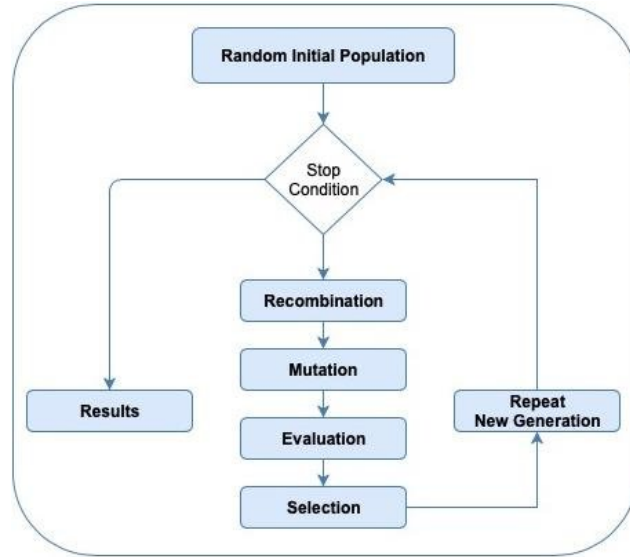 Random Initial Population
Stop
Condition
Recombination
Mutation
Results
Repeat
New Generation
Evaluation
Selection